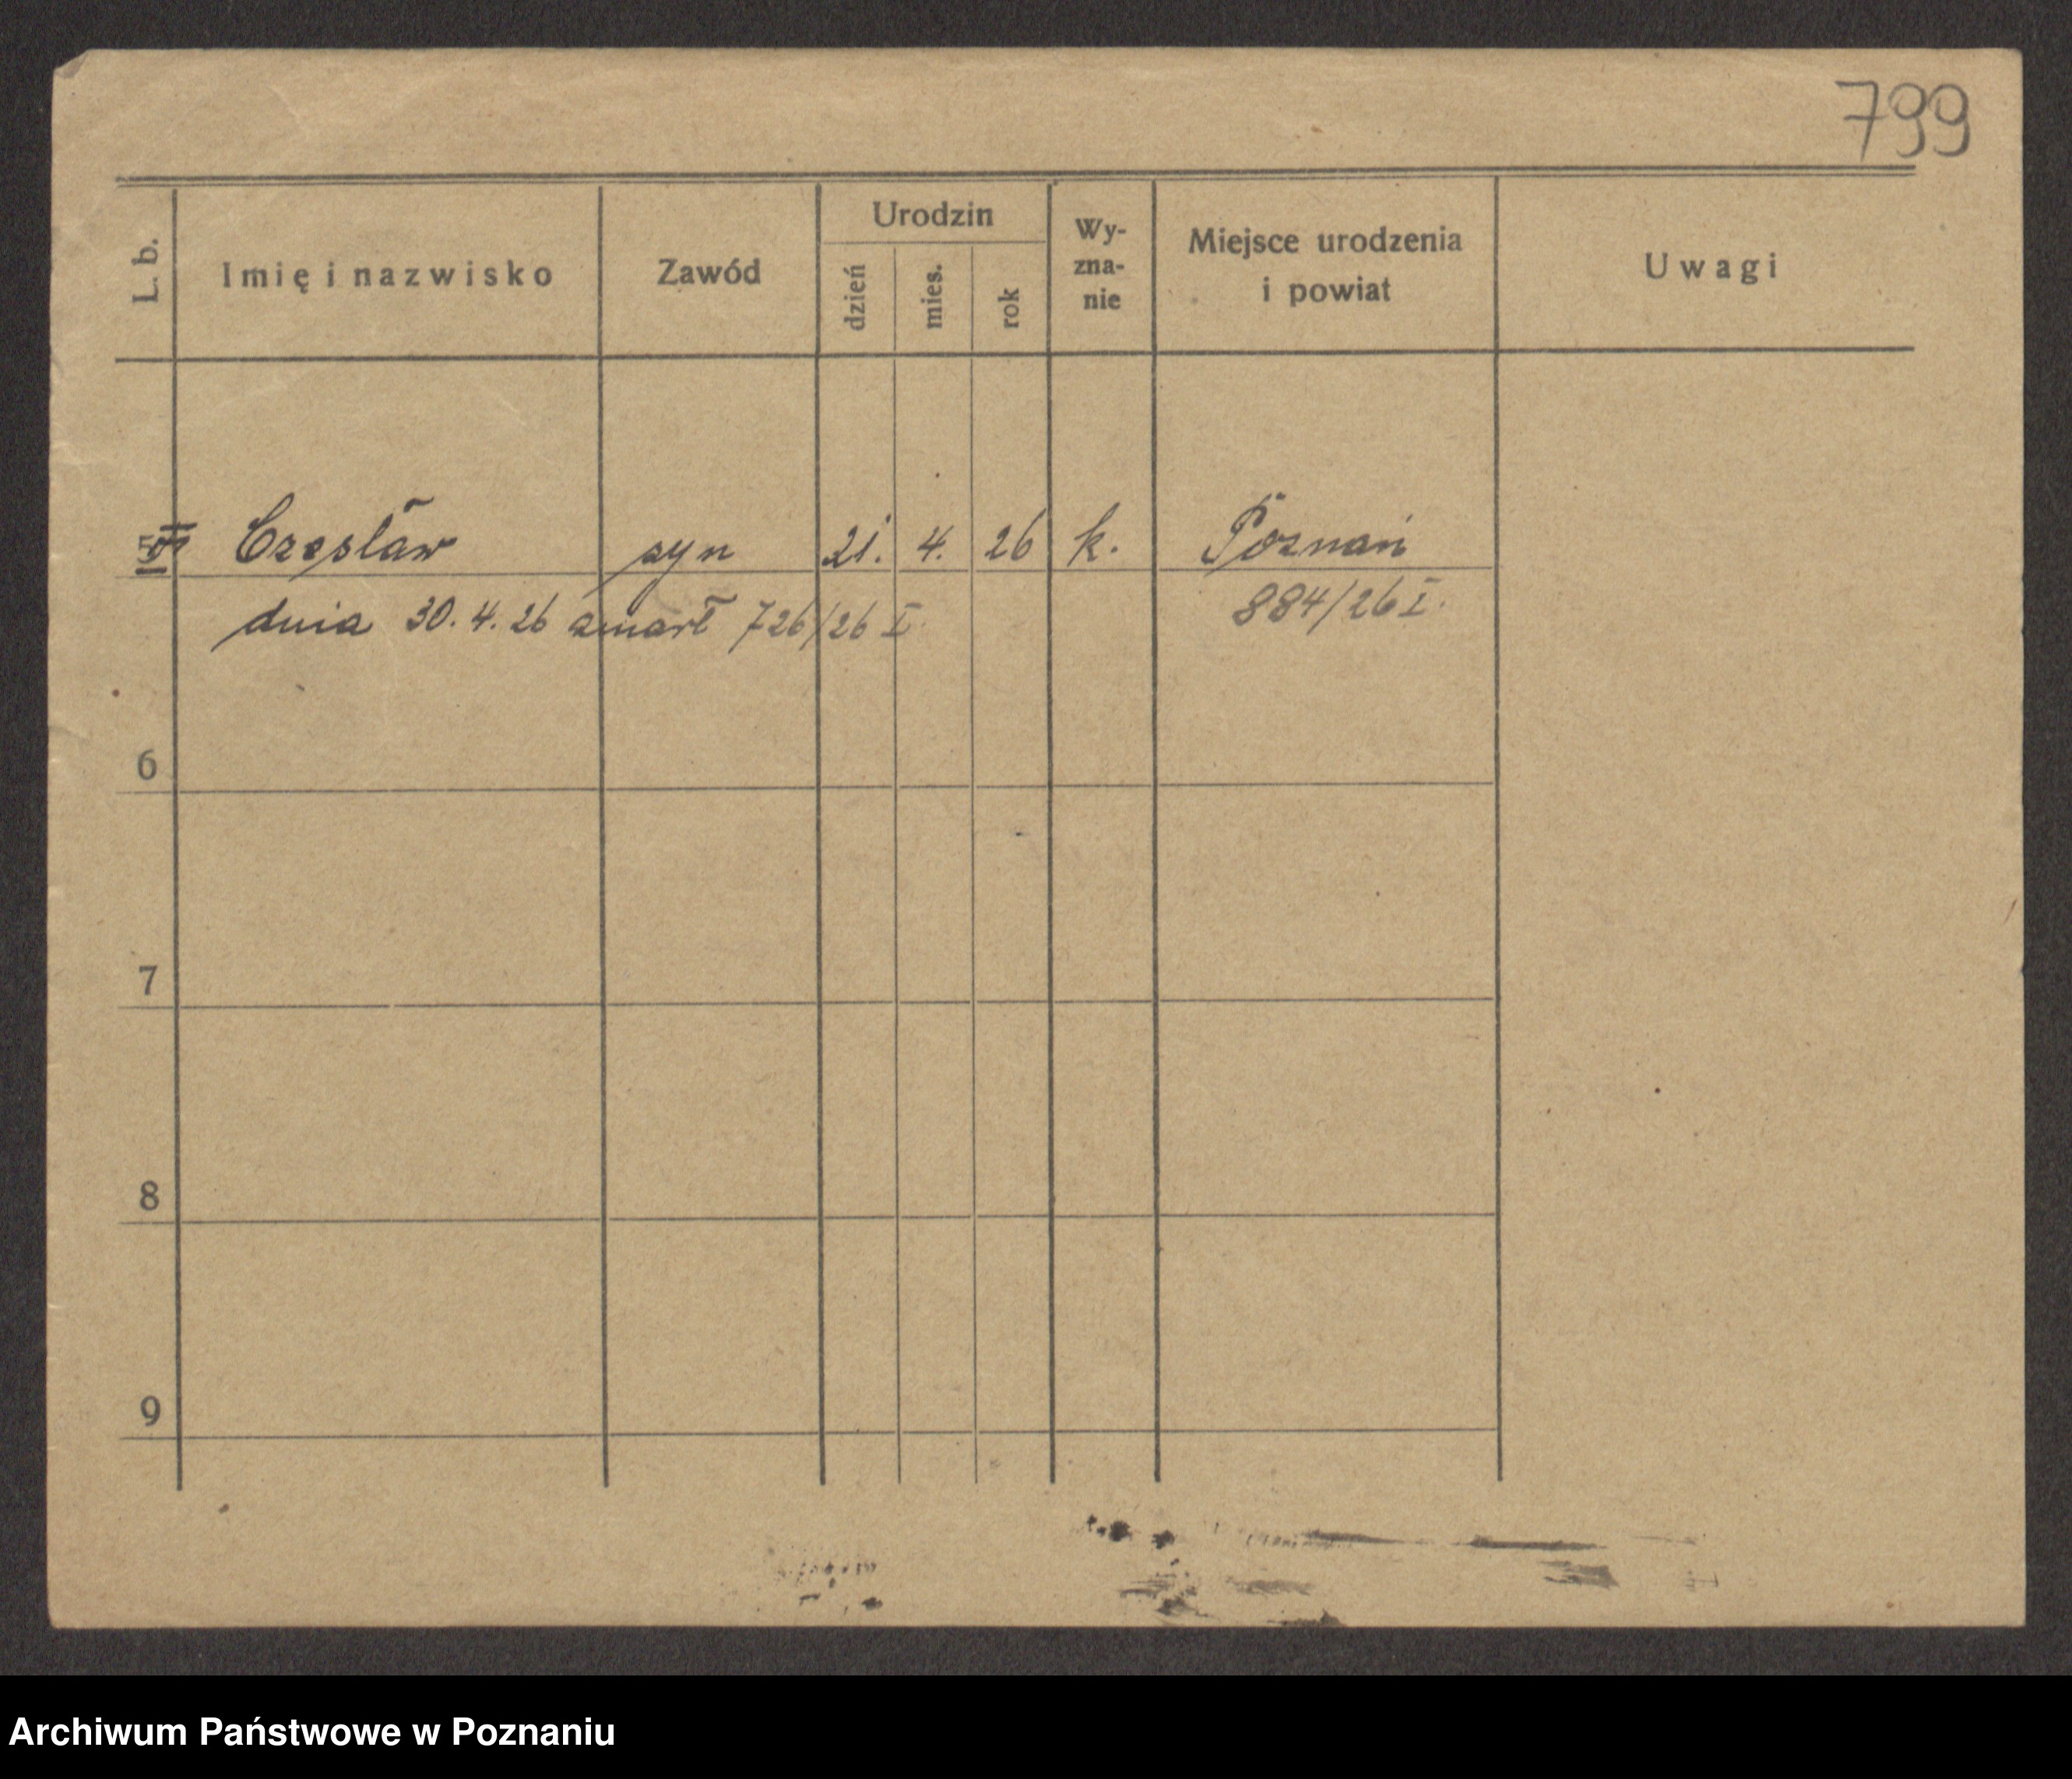 799
L. b.
Imię i nazwisko
Zawód
Urodzin
dzień
mies.
rok
Wy-
zna-
nie
Miejsce urodzenia
i powiat
Uwagi
5 Czesław syn 21. 4. 26 k. Poznań
dnia 30. 4. 26 zmarł 726/26 I 884/26 I.
6
7
8
9
Archiwum Państwowe w Poznaniu